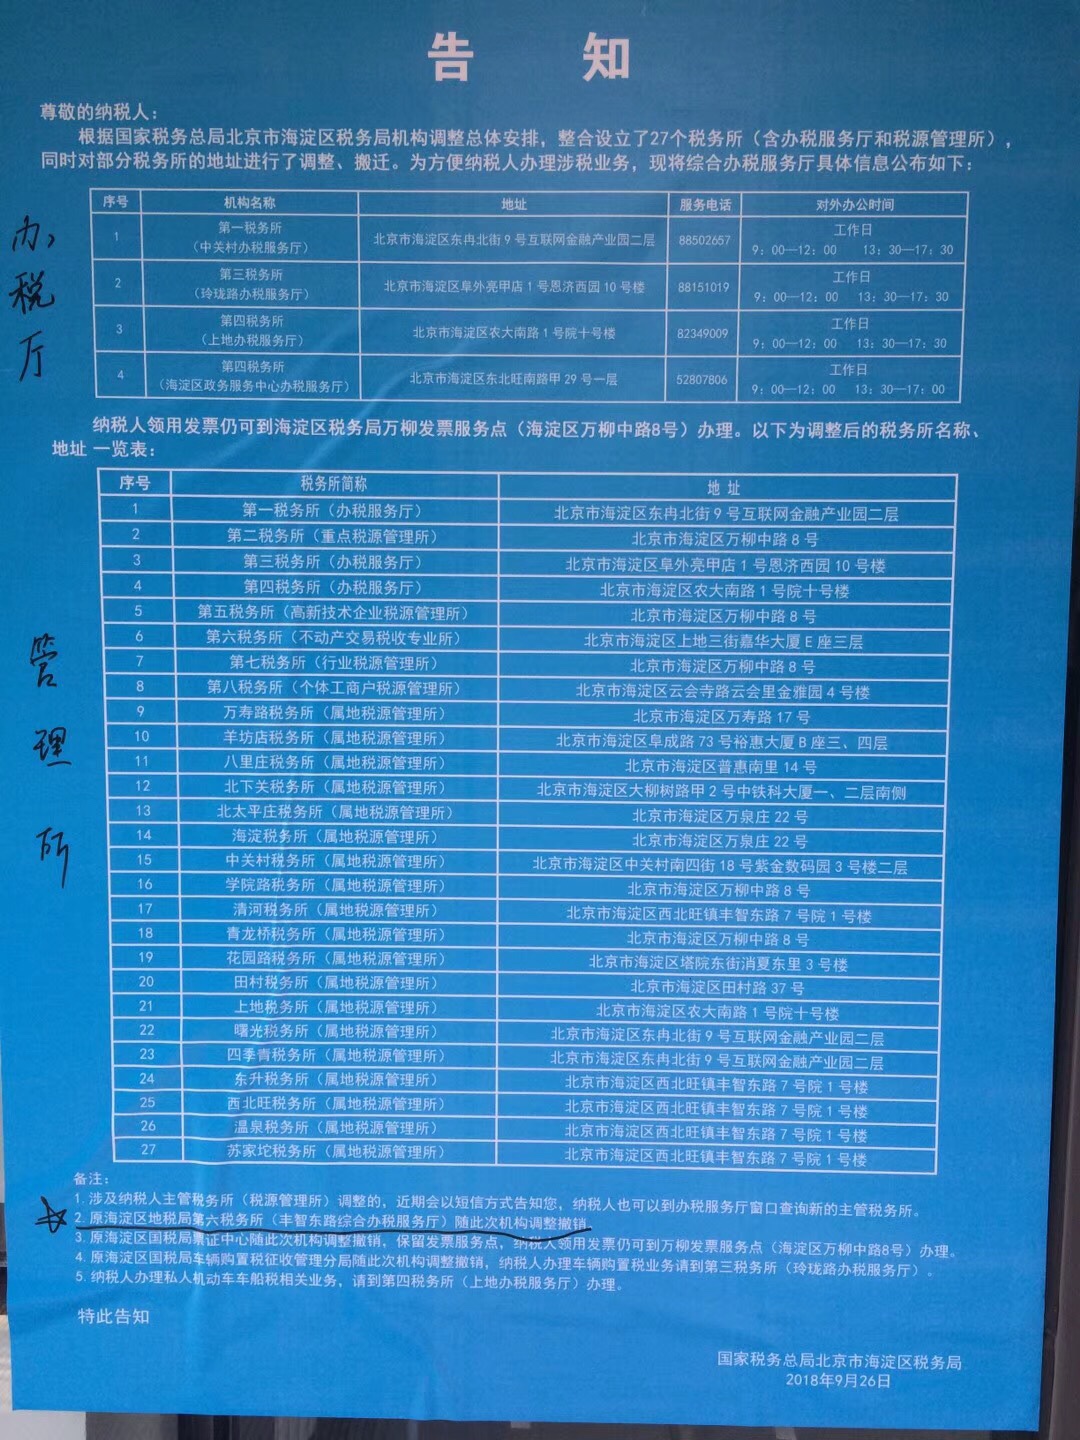 告 知
尊敬的纳税人：
根据国家税务总局北京市海淀区税务局机构调整总体安排，整合设立了27个税务所（含办税服务厅和税源管理所），
同时对部分税务所的地址进行了调整、搬迁。为方便纳税人办理涉税业务，现将综合办税服务厅具体信息公布如下：
办税厅
序号 机构名称 地址 服务电话 对外办公时间
1 第一税务所（中关村办税服务厅） 北京市海淀区东冉北街9号互联网金融产业园二层 88502657 工作日 9：00—12：00 13：30—17：30
2 第三税务所（玲珑路办税服务厅） 北京市海淀区阜外亮甲店1号恩济西园10号楼 88151019 工作日 9：00—12：00 13：30—17：30
3 第四税务所（上地办税服务厅） 北京市海淀区农大南路1号院十号楼 82349009 工作日 9：00—12：00 13：30—17：30
4 第四税务所（海淀区政务服务中心办税服务厅） 北京市海淀区东北旺南路甲29号一层 52807806 工作日 9：00—12：00 13：30—17：00
纳税人领用发票仍可到海淀区税务局万柳发票服务点（海淀区万柳中路8号）办理。以下为调整后的税务所名称、
地址 一览表：
管理所
序号 税务所简称 地 址
1 第一税务所（办税服务厅） 北京市海淀区东冉北街9号互联网金融产业园二层
2 第二税务所（重点税源管理所） 北京市海淀区万柳中路8号
3 第三税务所（办税服务厅） 北京市海淀区阜外亮甲店1号恩济西园10号楼
4 第四税务所（办税服务厅） 北京市海淀区农大南路1号院十号楼
5 第五税务所（高新技术企业税源管理所） 北京市海淀区万柳中路8号
6 第六税务所（不动产交易税收专业所） 北京市海淀区上地三街嘉华大厦E座三层
7 第七税务所（行业税源管理所） 北京市海淀区万柳中路8号
8 第八税务所（个体工商户税源管理所） 北京市海淀区云会寺路云会里金雅园4号楼
9 万寿路税务所（属地税源管理所） 北京市海淀区万寿路17号
10 羊坊店税务所（属地税源管理所） 北京市海淀区阜成路73号裕惠大厦B座三、四层
11 八里庄税务所（属地税源管理所） 北京市海淀区普惠南里14号
12 北下关税务所（属地税源管理所） 北京市海淀区大柳树路甲2号中铁科大厦一、二层南侧
13 北太平庄税务所（属地税源管理所） 北京市海淀区万泉庄22号
14 海淀税务所（属地税源管理所） 北京市海淀区万泉庄22号
15 中关村税务所（属地税源管理所） 北京市海淀区中关村南四街18号紫金数码园3号楼二层
16 学院路税务所（属地税源管理所） 北京市海淀区万柳中路8号
17 清河税务所（属地税源管理所） 北京市海淀区西北旺镇丰智东路7号院1号楼
18 青龙桥税务所（属地税源管理所） 北京市海淀区万柳中路8号
19 花园路税务所（属地税源管理所） 北京市海淀区塔院东街消夏东里3号楼
20 田村税务所（属地税源管理所） 北京市海淀区田村路37号
21 上地税务所（属地税源管理所） 北京市海淀区农大南路1号院十号楼
22 曙光税务所（属地税源管理所） 北京市海淀区东冉北街9号互联网金融产业园二层
23 四季青税务所（属地税源管理所） 北京市海淀区东冉北街9号互联网金融产业园二层
24 东升税务所（属地税源管理所） 北京市海淀区西北旺镇丰智东路7号院1号楼
25 西北旺税务所（属地税源管理所） 北京市海淀区西北旺镇丰智东路7号院1号楼
26 温泉税务所（属地税源管理所） 北京市海淀区西北旺镇丰智东路7号院1号楼
27 苏家坨税务所（属地税源管理所） 北京市海淀区西北旺镇丰智东路7号院1号楼
备注：
1.涉及纳税人主管税务所（税源管理所）调整的，近期会以短信方式告知您，纳税人也可以到办税服务厅窗口查询新的主管税务所。
2.原海淀区地税局第六税务所（丰智东路综合办税服务厅）随此次机构调整撤销。
3.原海淀区国税局票证中心随此次机构调整撤销，保留发票服务点，纳税人领用发票仍可到万柳发票服务点（海淀区万柳中路8号）办理。
4.原海淀区国税局车辆购置税征收管理分局随此次机构调整撤销，纳税人办理车辆购置税业务请到第三税务所（玲珑路办税服务厅）。
5.纳税人办理私人机动车车船税相关业务，请到第四税务所（上地办税服务厅）办理。
特此告知
国家税务总局北京市海淀区税务局
2018年9月26日